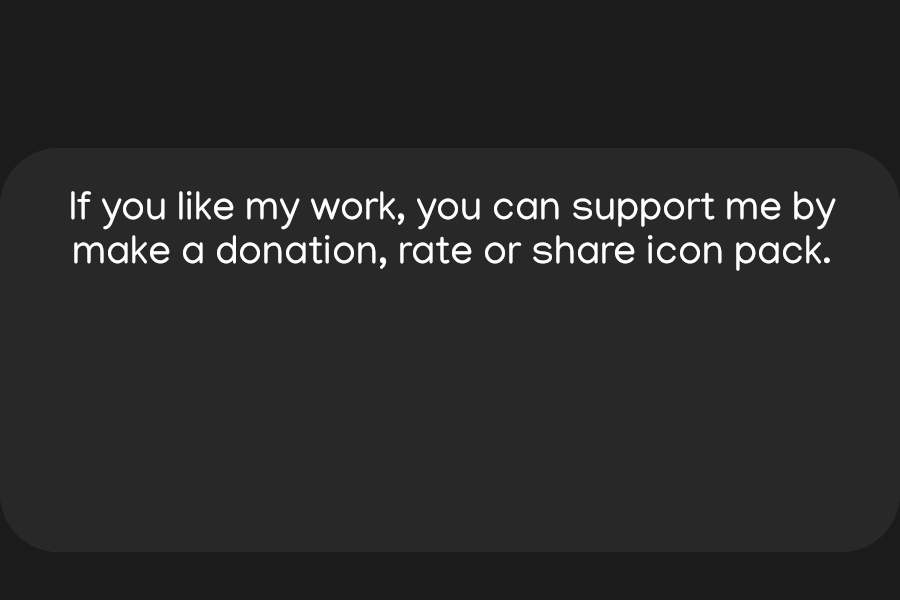 If you like my work, you can support me by
make a donation, rate or share icon pack.